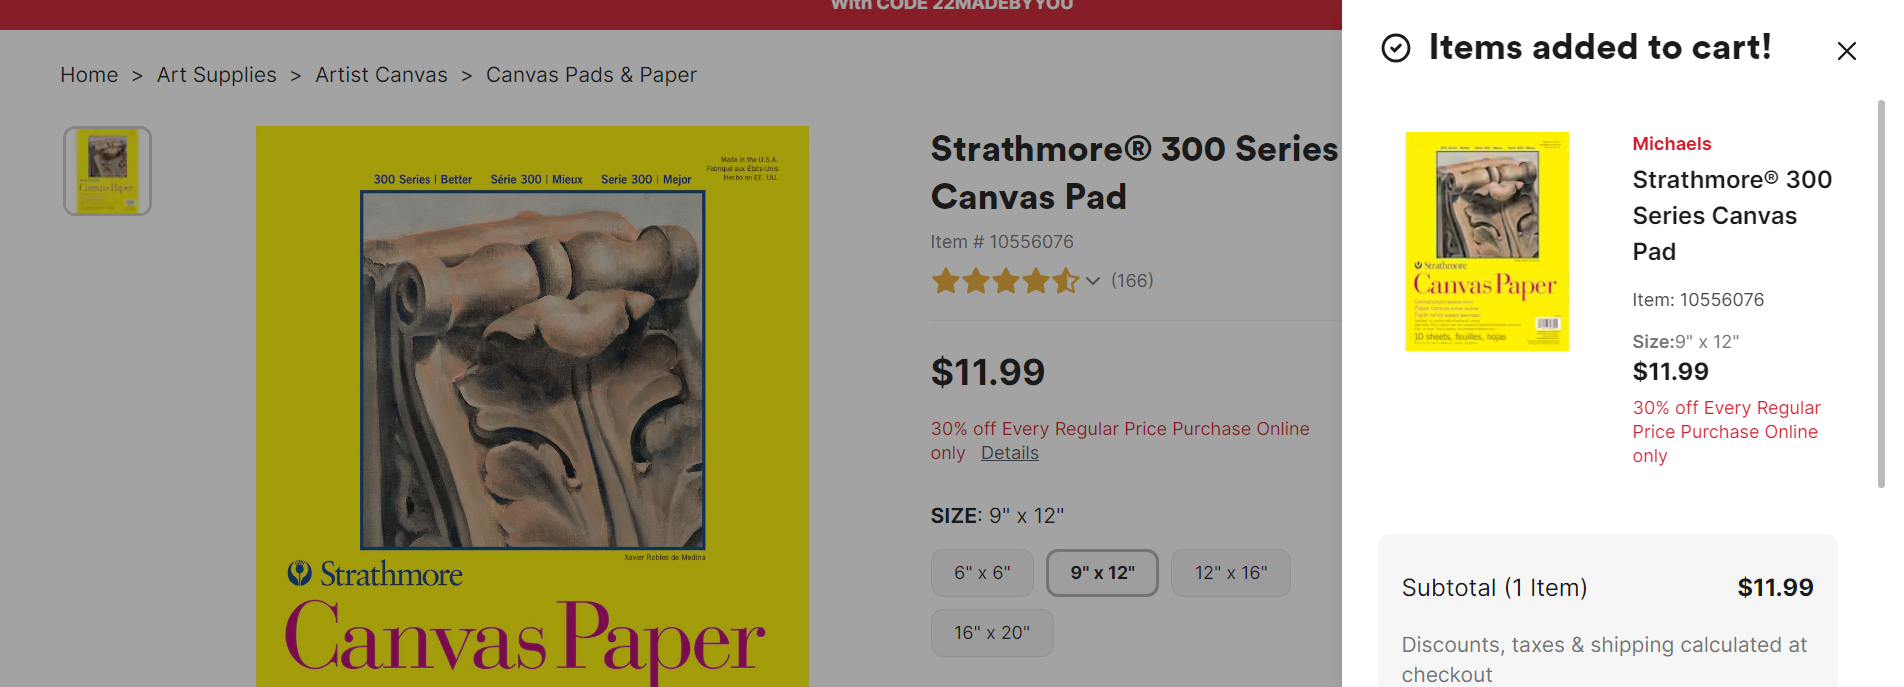 With CODE 22MADEBYYOU
Home > Art Supplies > Artist Canvas > Canvas Pads & Paper
Made in the U.S.A.
Fabriqué aux États-Unis
Hecho en EE. UU.
300 Series | Better Série 300 | Mieux Serie 300 | Mejor
Xavier Robles de Medina
Strathmore
Canvas Paper
Strathmore® 300 Series
Canvas Pad
Item # 10556076
(166)
$11.99
30% off Every Regular Price Purchase Online
only Details
SIZE: 9" x 12"
6" x 6" 9" x 12" 12" x 16"
16" x 20"
Items added to cart!
Strathmore
Canvas Paper
10 sheets, feuilles, hojas
Michaels
Strathmore® 300
Series Canvas
Pad
Item: 10556076
Size:9" x 12"
$11.99
30% off Every Regular
Price Purchase Online
only
Subtotal (1 Item) $11.99
Discounts, taxes & shipping calculated at
checkout